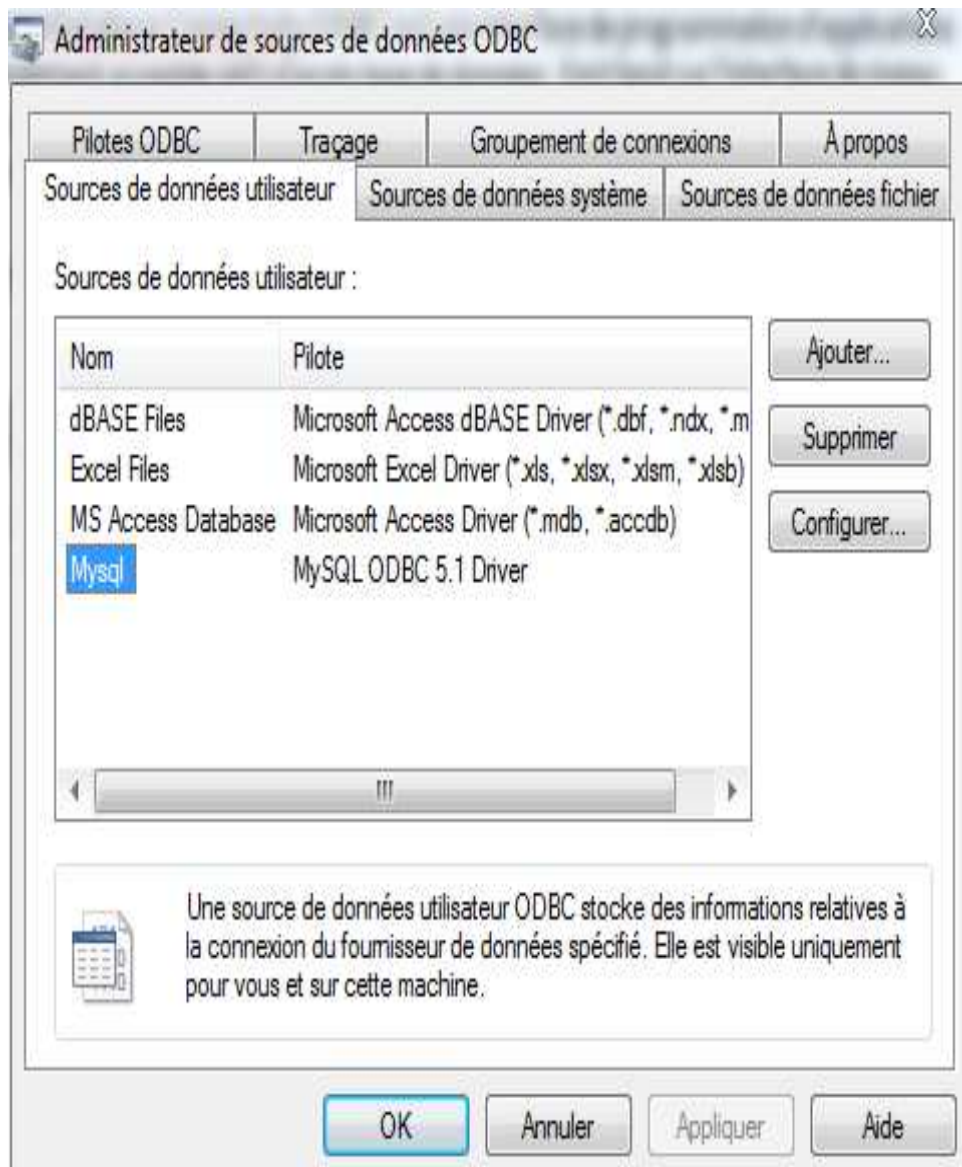 Administrateur de sources de données ODBC
Pilotes ODBC Traçage Groupement de connexions À propos
Sources de données utilisateur Sources de données système Sources de données fichier
Sources de données utilisateur :
Nom Pilote
dBASE Files Microsoft Access dBASE Driver (*.dbf, *.ndx, *.m
Excel Files Microsoft Excel Driver (*.xls, *.xlsx, *.xlsm, *.xlsb)
MS Access Database Microsoft Access Driver (*.mdb, *.accdb)
Mysql MySQL ODBC 5.1 Driver
Ajouter...
Supprimer
Configurer...
Une source de données utilisateur ODBC stocke des informations relatives à
la connexion du fournisseur de données spécifié. Elle est visible uniquement
pour vous et sur cette machine.
OK Annuler Appliquer Aide